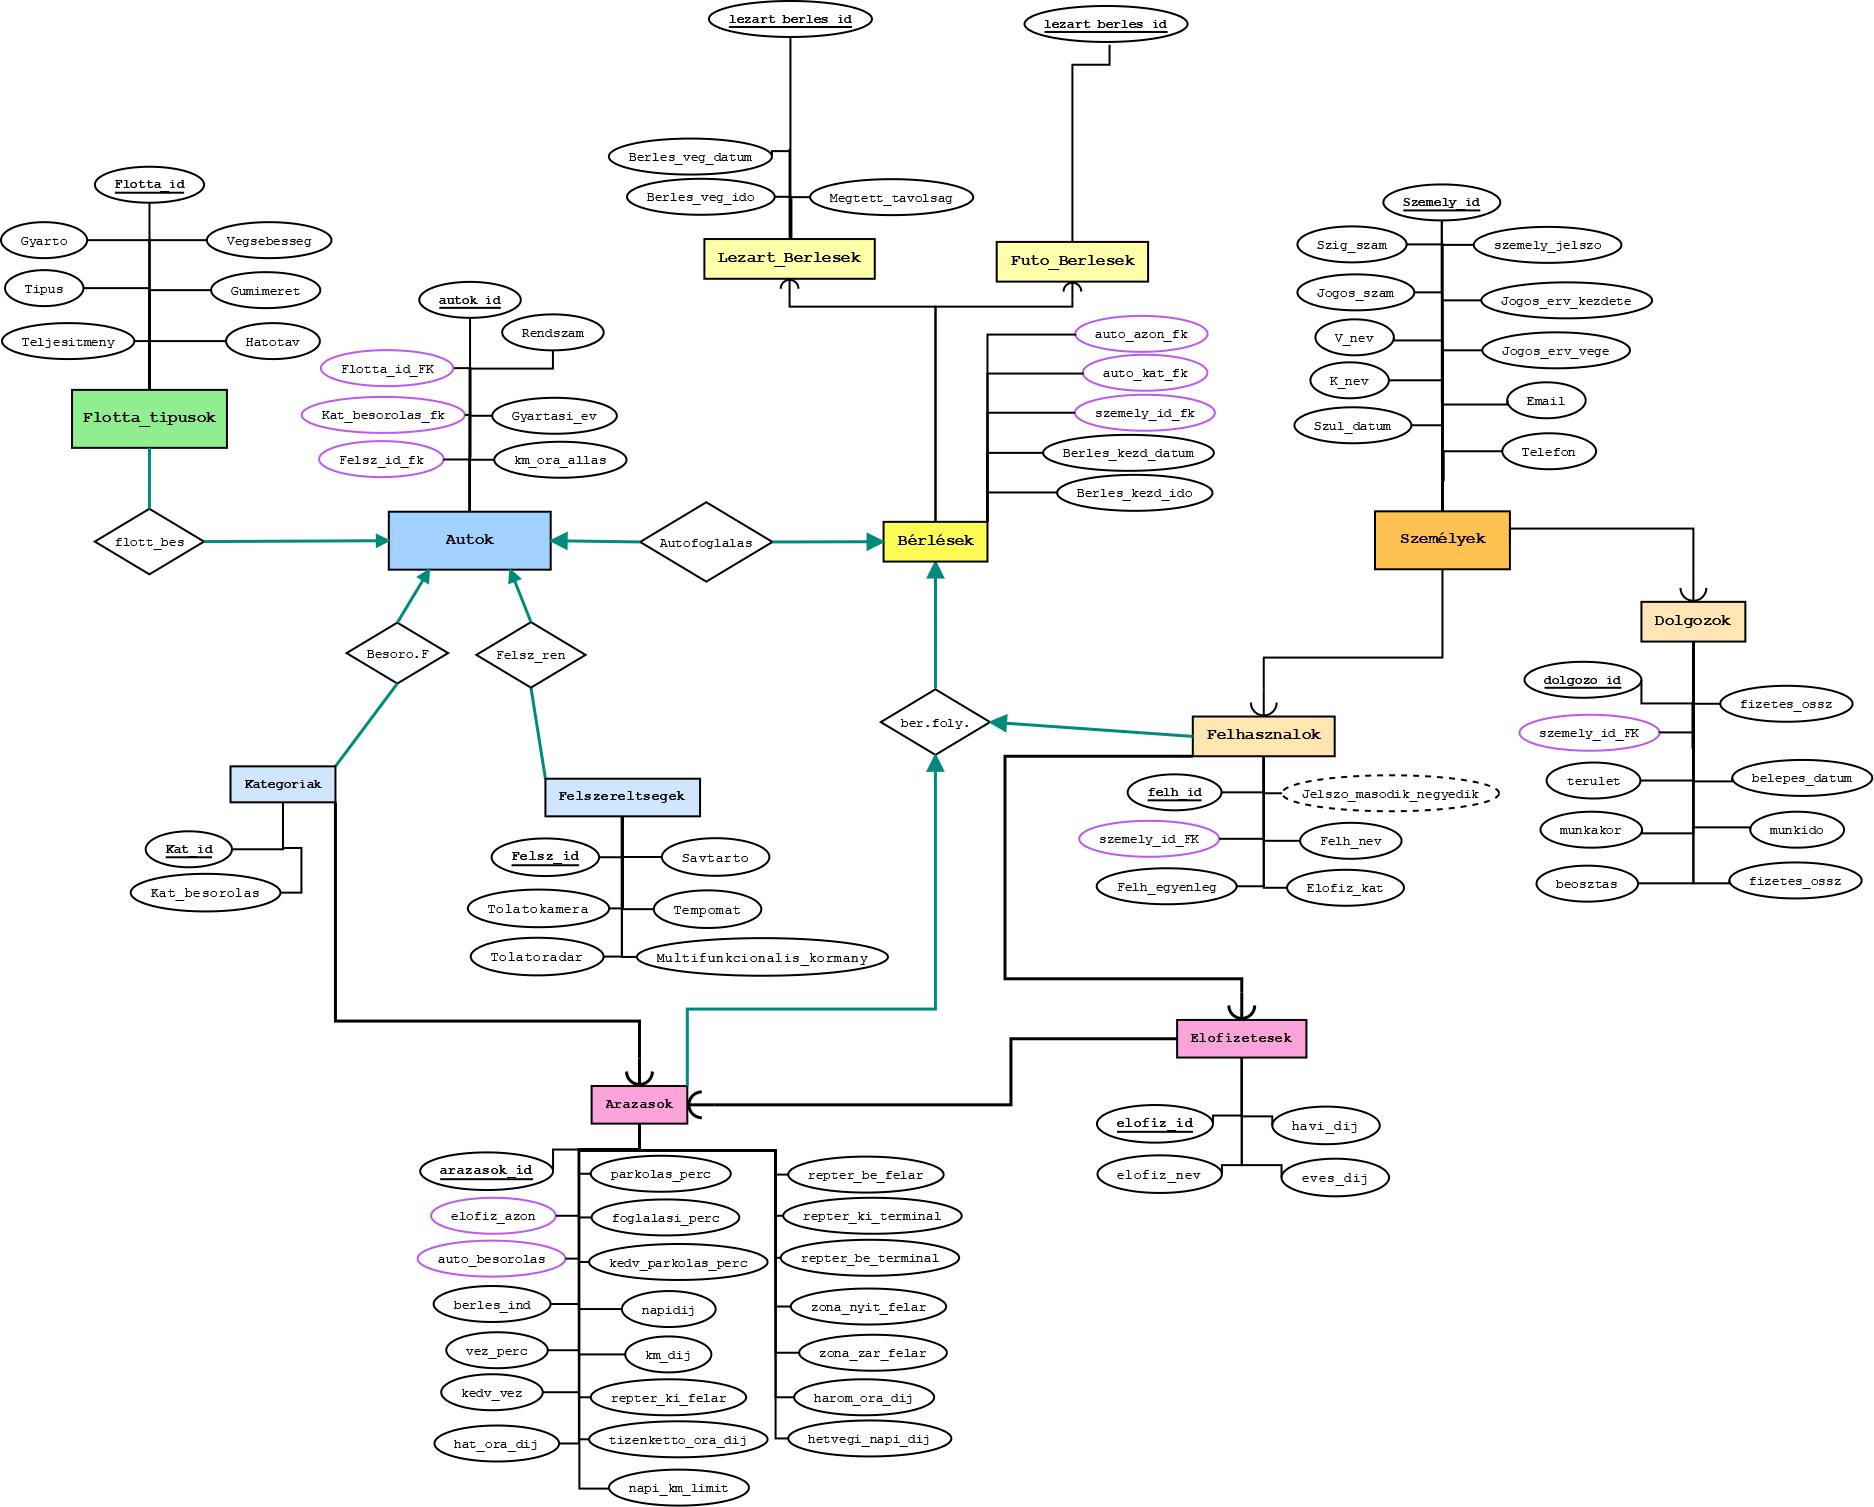 lezart_berles_id
lezart_berles_id
Berles_veg_datum
Berles_veg_ido
Megtett_tavolsag
Lezart_Berlesek
Futo_Berlesek
Flotta_id
Gyarto
Vegsebesseg
Tipus
Gumimeret
Teljesitmeny
Hatotav
Flotta_tipusok
autok_id
Rendszam
Flotta_id_FK
Kat_besorolas_fk
Gyartasi_ev
Felsz_id_fk
km_ora_allas
auto_azon_fk
auto_kat_fk
szemely_id_fk
Berles_kezd_datum
Berles_kezd_ido
Szemely_id
Szig_szam
szemely_jelszo
Jogos_szam
Jogos_erv_kezdete
V_nev
Jogos_erv_vege
K_nev
Email
Szul_datum
Telefon
flott_bes
Autok
Autofoglalas
Bérlések
Személyek
Dolgozok
Besoro.F
Felsz_ren
ber.foly.
Felhasznalok
dolgozo_id
fizetes_ossz
szemely_id_FK
terulet
belepes_datum
munkakor
munkido
beosztas
fizetes_ossz
Kategoriak
Felszereltsegek
felh_id
Jelszo_masodik_negyedik
szemely_id_FK
Felh_nev
Felh_egyenleg
Elofiz_kat
Kat_id
Kat_besorolas
Felsz_id
Savtarto
Tolatokamera
Tempomat
Tolatoradar
Multifunkcionalis_kormany
Elofizetesek
Arazasok
elofiz_id
havi_dij
elofiz_nev
eves_dij
arazasok_id
parkolas_perc
repter_be_felar
elofiz_azon
foglalasi_perc
repter_ki_terminal
auto_besorolas
kedv_parkolas_perc
repter_be_terminal
berles_ind
napidij
zona_nyit_felar
vez_perc
km_dij
zona_zar_felar
kedv_vez
repter_ki_felar
harom_ora_dij
hat_ora_dij
tizenketto_ora_dij
hetvegi_napi_dij
napi_km_limit